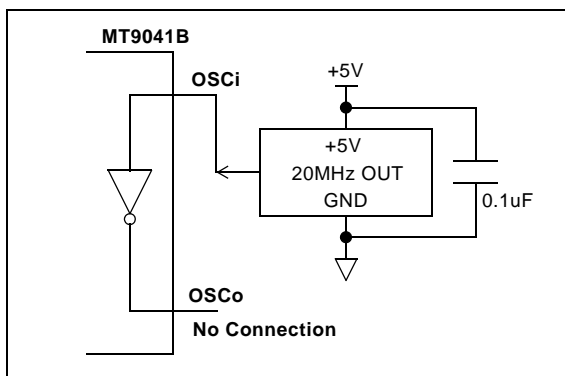 MT9041B
OSCi
+5V
+5V
20MHz OUT
GND
0.1uF
OSCo
No Connection